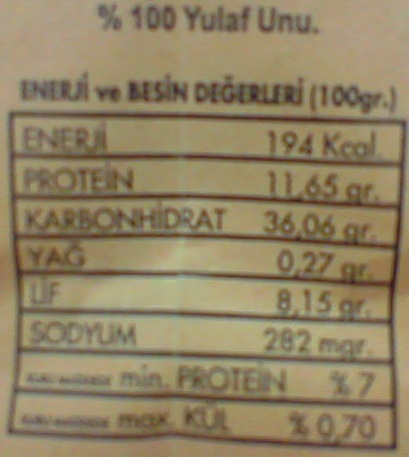 % 100 Yulaf Unu.
ENERJİ ve BESİN DEĞERLERİ (100gr.)
ENERJİ 194 Kcal.
PROTEİN 11,65 gr.
KARBONHİDRAT 36,06 gr.
YAĞ 0,27 gr.
LİF 8,15 gr.
SODYUM 282 mgr.
min. PROTEİN %7
max. KÜL % 0,70